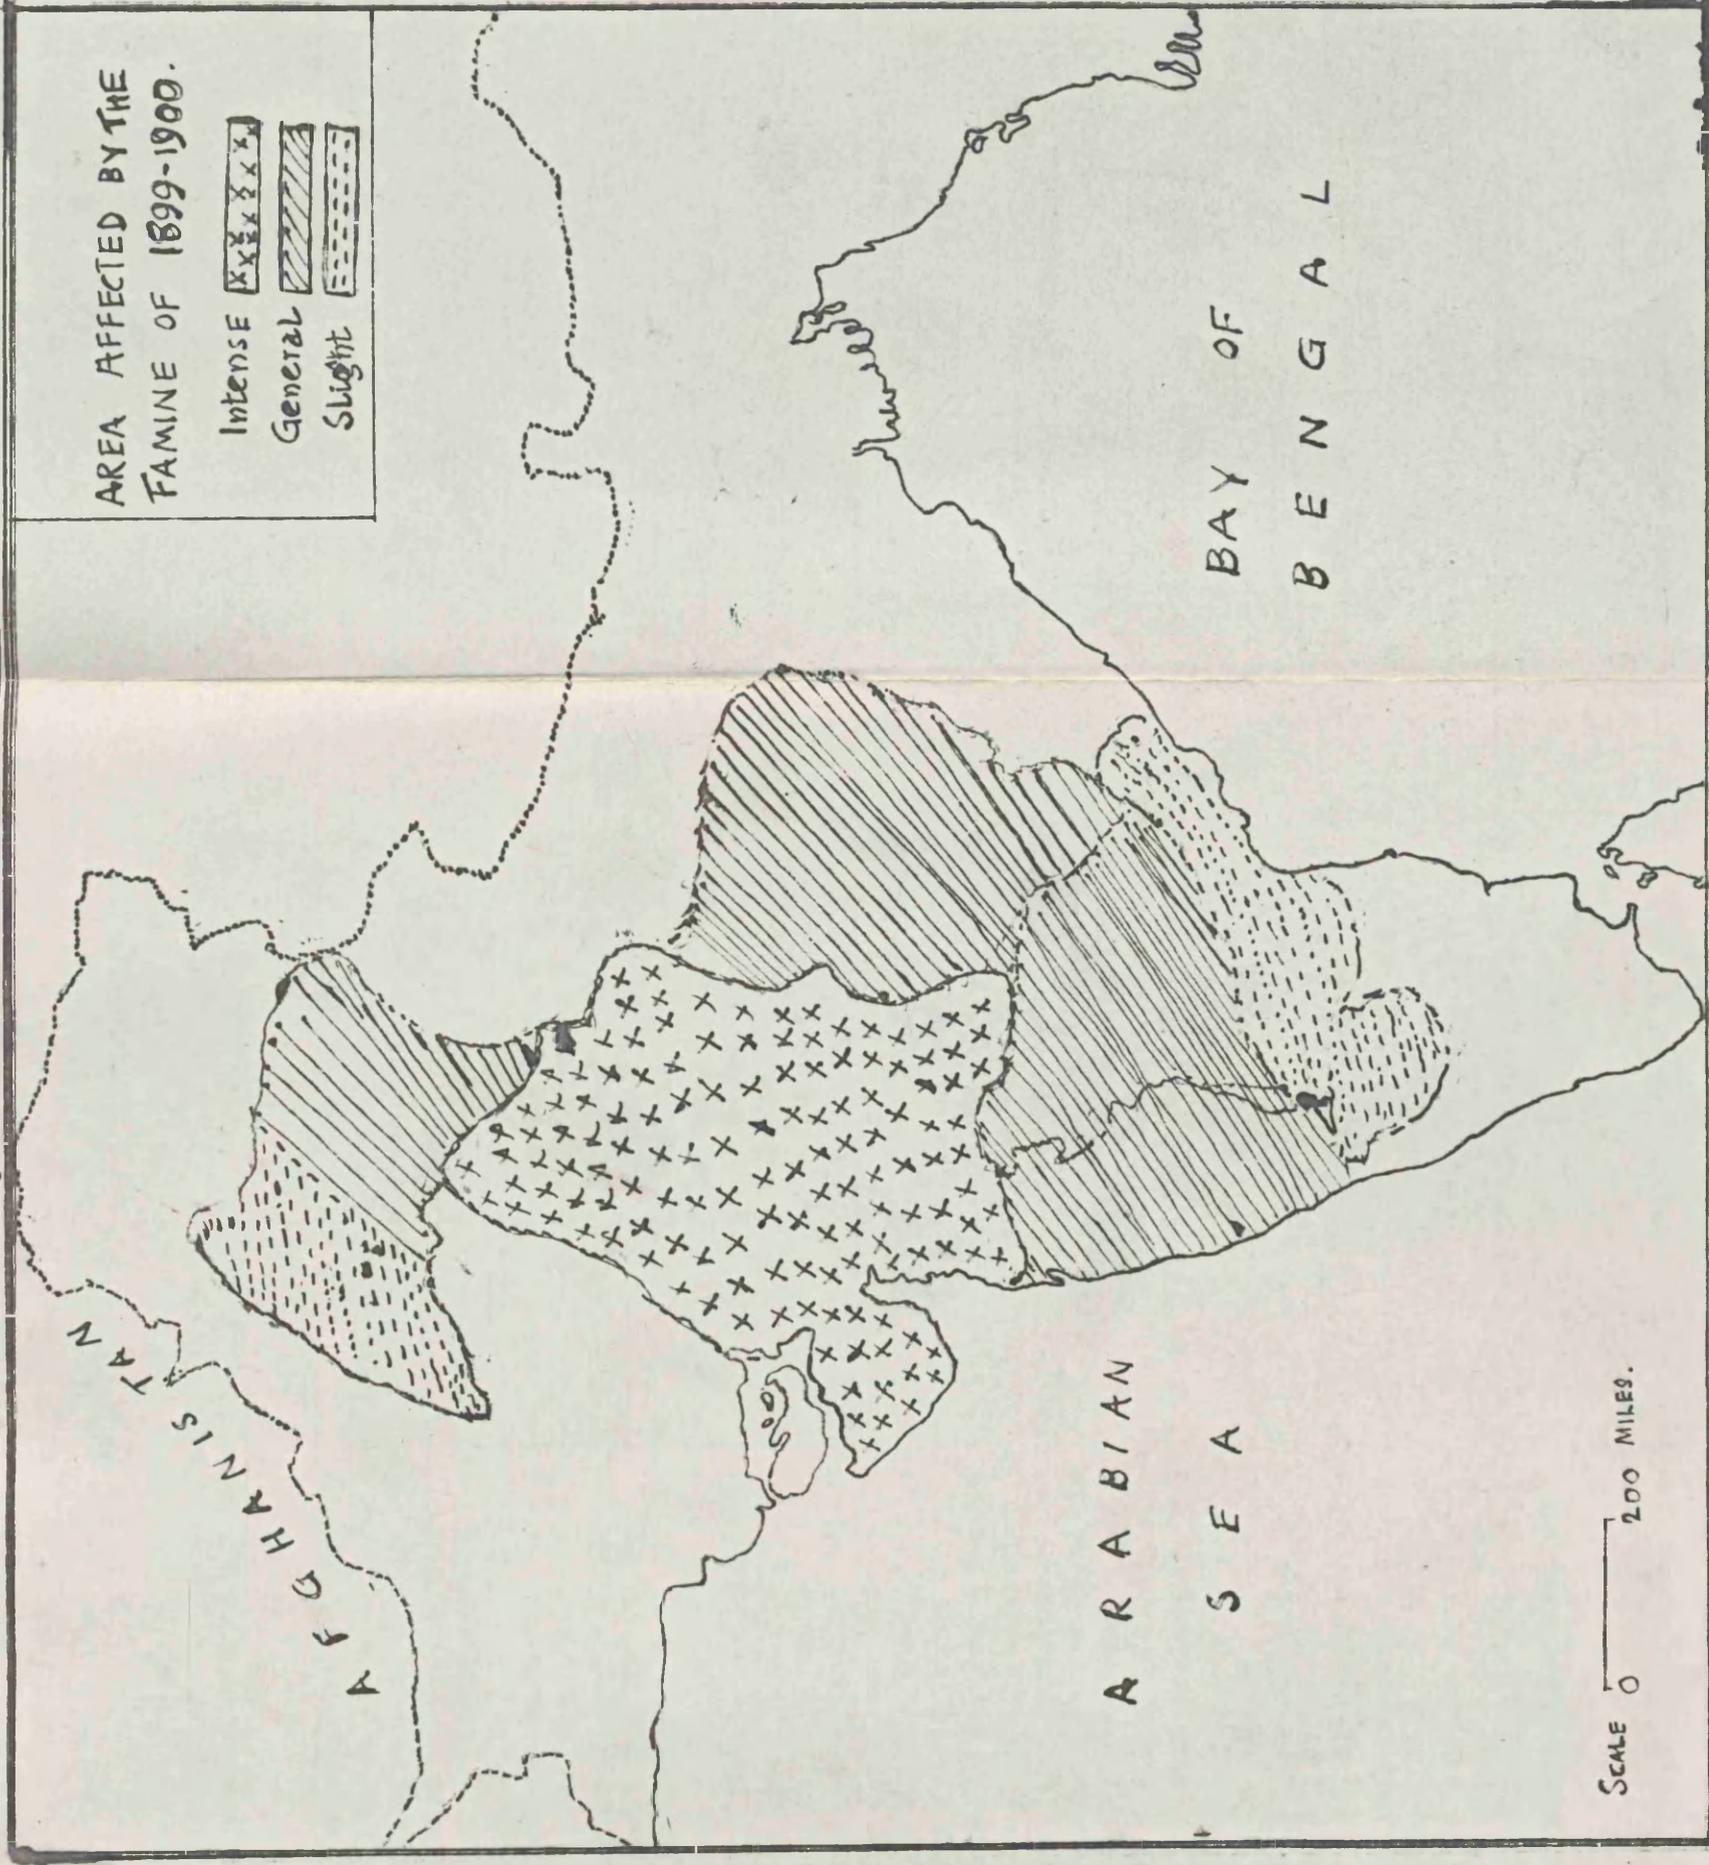 AREA AFFECTED BY THE
FAMINE OF 1899-1900.
Intense
General
Slight
AFGHANISTAN
ARABIAN
SEA
BAY OF
BENGAL
SCALE 0 200 MILES.